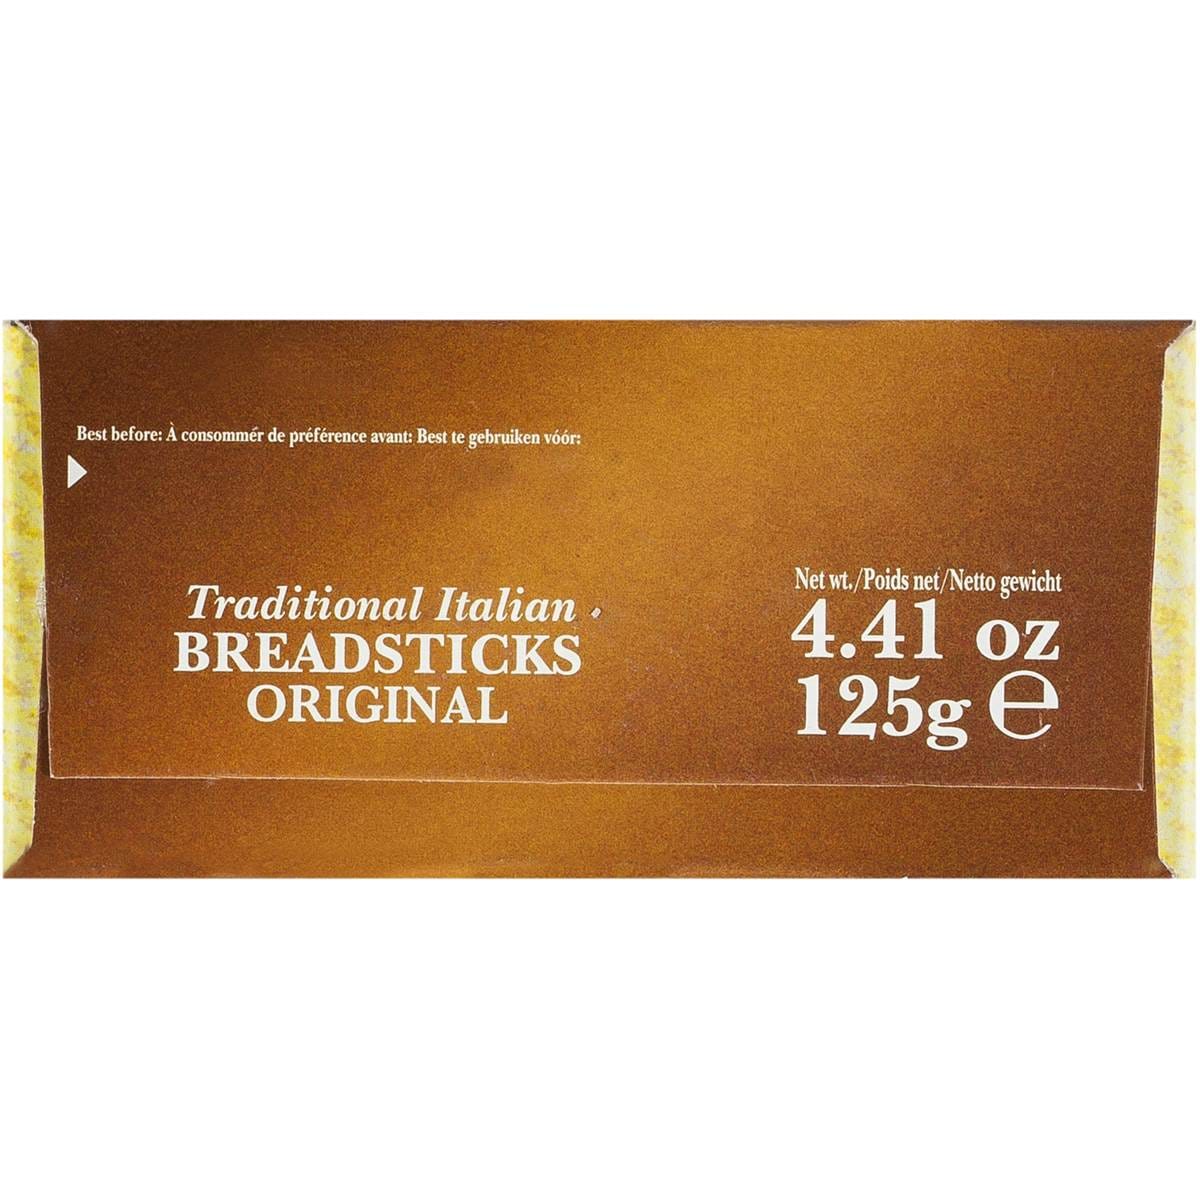 Best before: À consommér de préférence avant: Best te gebruiken vóór:
Traditional Italian
BREADSTICKS
ORIGINAL
Net wt./Poids net/Netto gewicht
4.41 oz
125g ℮